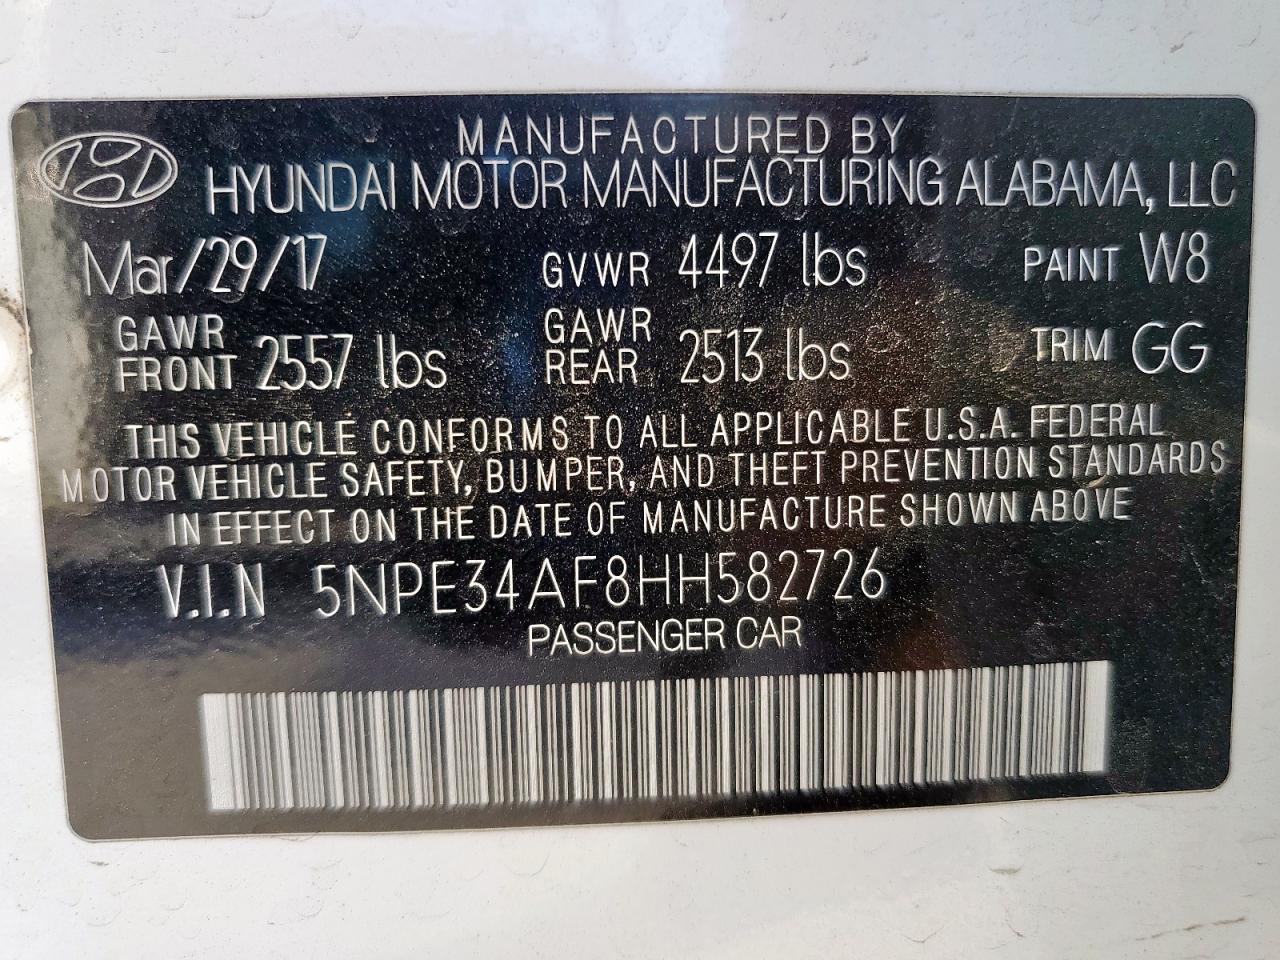 MANUFACTURED BY
HYUNDAI MOTOR MANUFACTURING ALABAMA, LLC
Mar/29/17 GVWR 4497 lbs PAINT W8
GAWR FRONT 2557 lbs GAWR REAR 2513 lbs TRIM GG
THIS VEHICLE CONFORMS TO ALL APPLICABLE U.S.A. FEDERAL
MOTOR VEHICLE SAFETY, BUMPER, AND THEFT PREVENTION STANDARDS
IN EFFECT ON THE DATE OF MANUFACTURE SHOWN ABOVE
V.I.N 5NPE34AF8HH582726
PASSENGER CAR